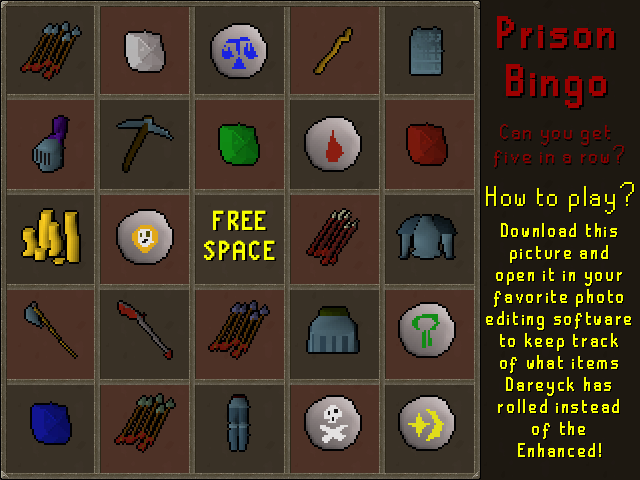 Prison
Bingo
Can you get
five in a row?
How to play?
Download this
picture and
open it in your
favorite photo
editing software
to keep track
of what items
Dareyck has
rolled instead
of the
Enhanced!
FREE
SPACE